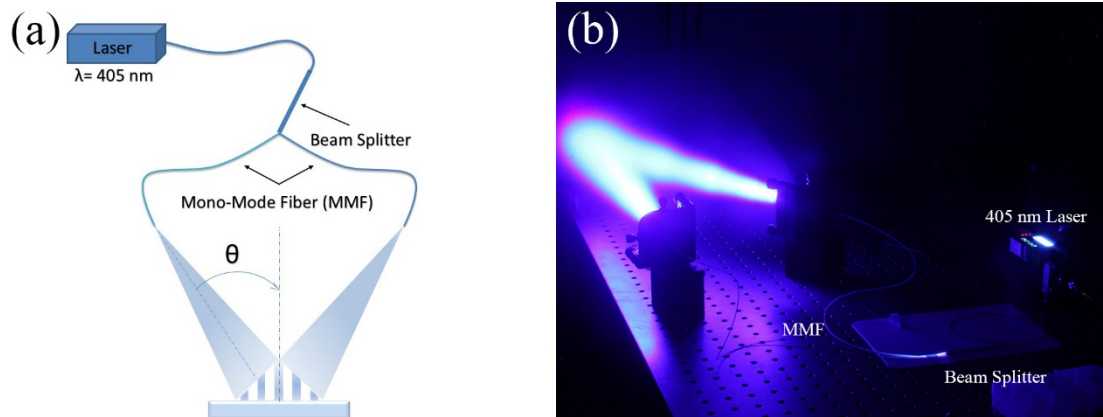 (a)
Laser
λ= 405 nm
Beam Splitter
Mono-Mode Fiber (MMF)
θ
(b)
405 nm Laser
MMF
Beam Splitter